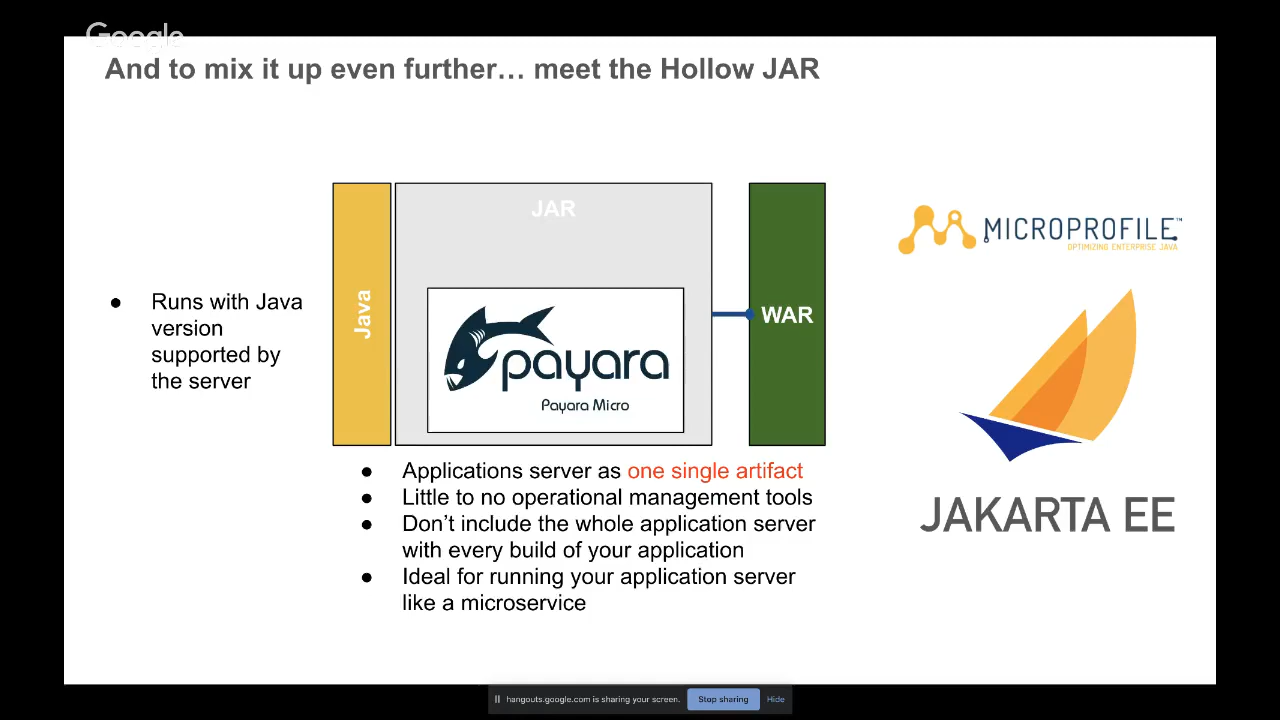 Google
And to mix it up even further… meet the Hollow JAR
JAR
Java
WAR
payara
Payara Micro
MICROPROFILE™
OPTIMIZING ENTERPRISE JAVA
● Runs with Java
version
supported by
the server
JAKARTA EE
● Applications server as one single artifact
● Little to no operational management tools
● Don’t include the whole application server
with every build of your application
● Ideal for running your application server
like a microservice
hangouts.google.com is sharing your screen.
Stop sharing
Hide